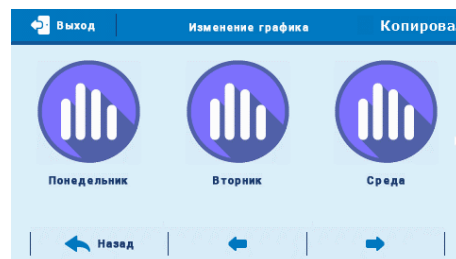 Выход Изменение графика Копирова
Понедельник Вторник Среда
Назад